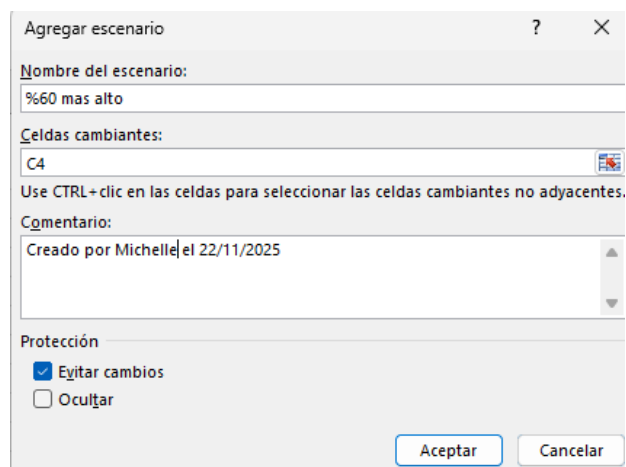 Agregar escenario ? ×
Nombre del escenario:
%60 mas alto
Celdas cambiantes:
C4
Use CTRL+clic en las celdas para seleccionar las celdas cambiantes no adyacentes.
Comentario:
Creado por Michelle el 22/11/2025
Protección
Evitar cambios
Ocultar
Aceptar Cancelar